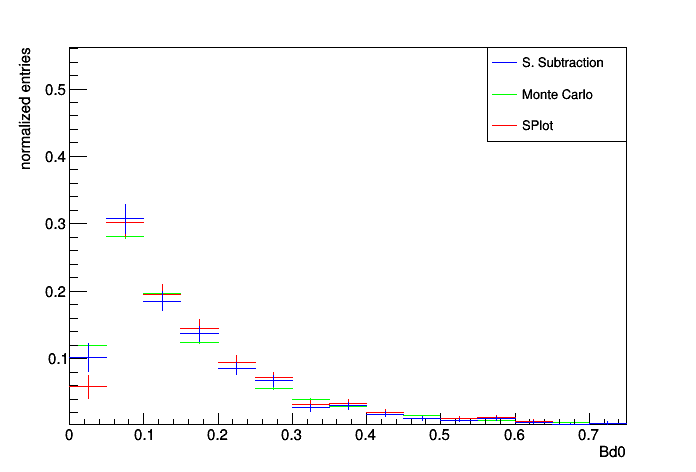 normalized entries
0.5
0.4
0.3
0.2
0.1
S. Subtraction
Monte Carlo
SPlot
0 0.1 0.2 0.3 0.4 0.5 0.6 0.7
Bd0